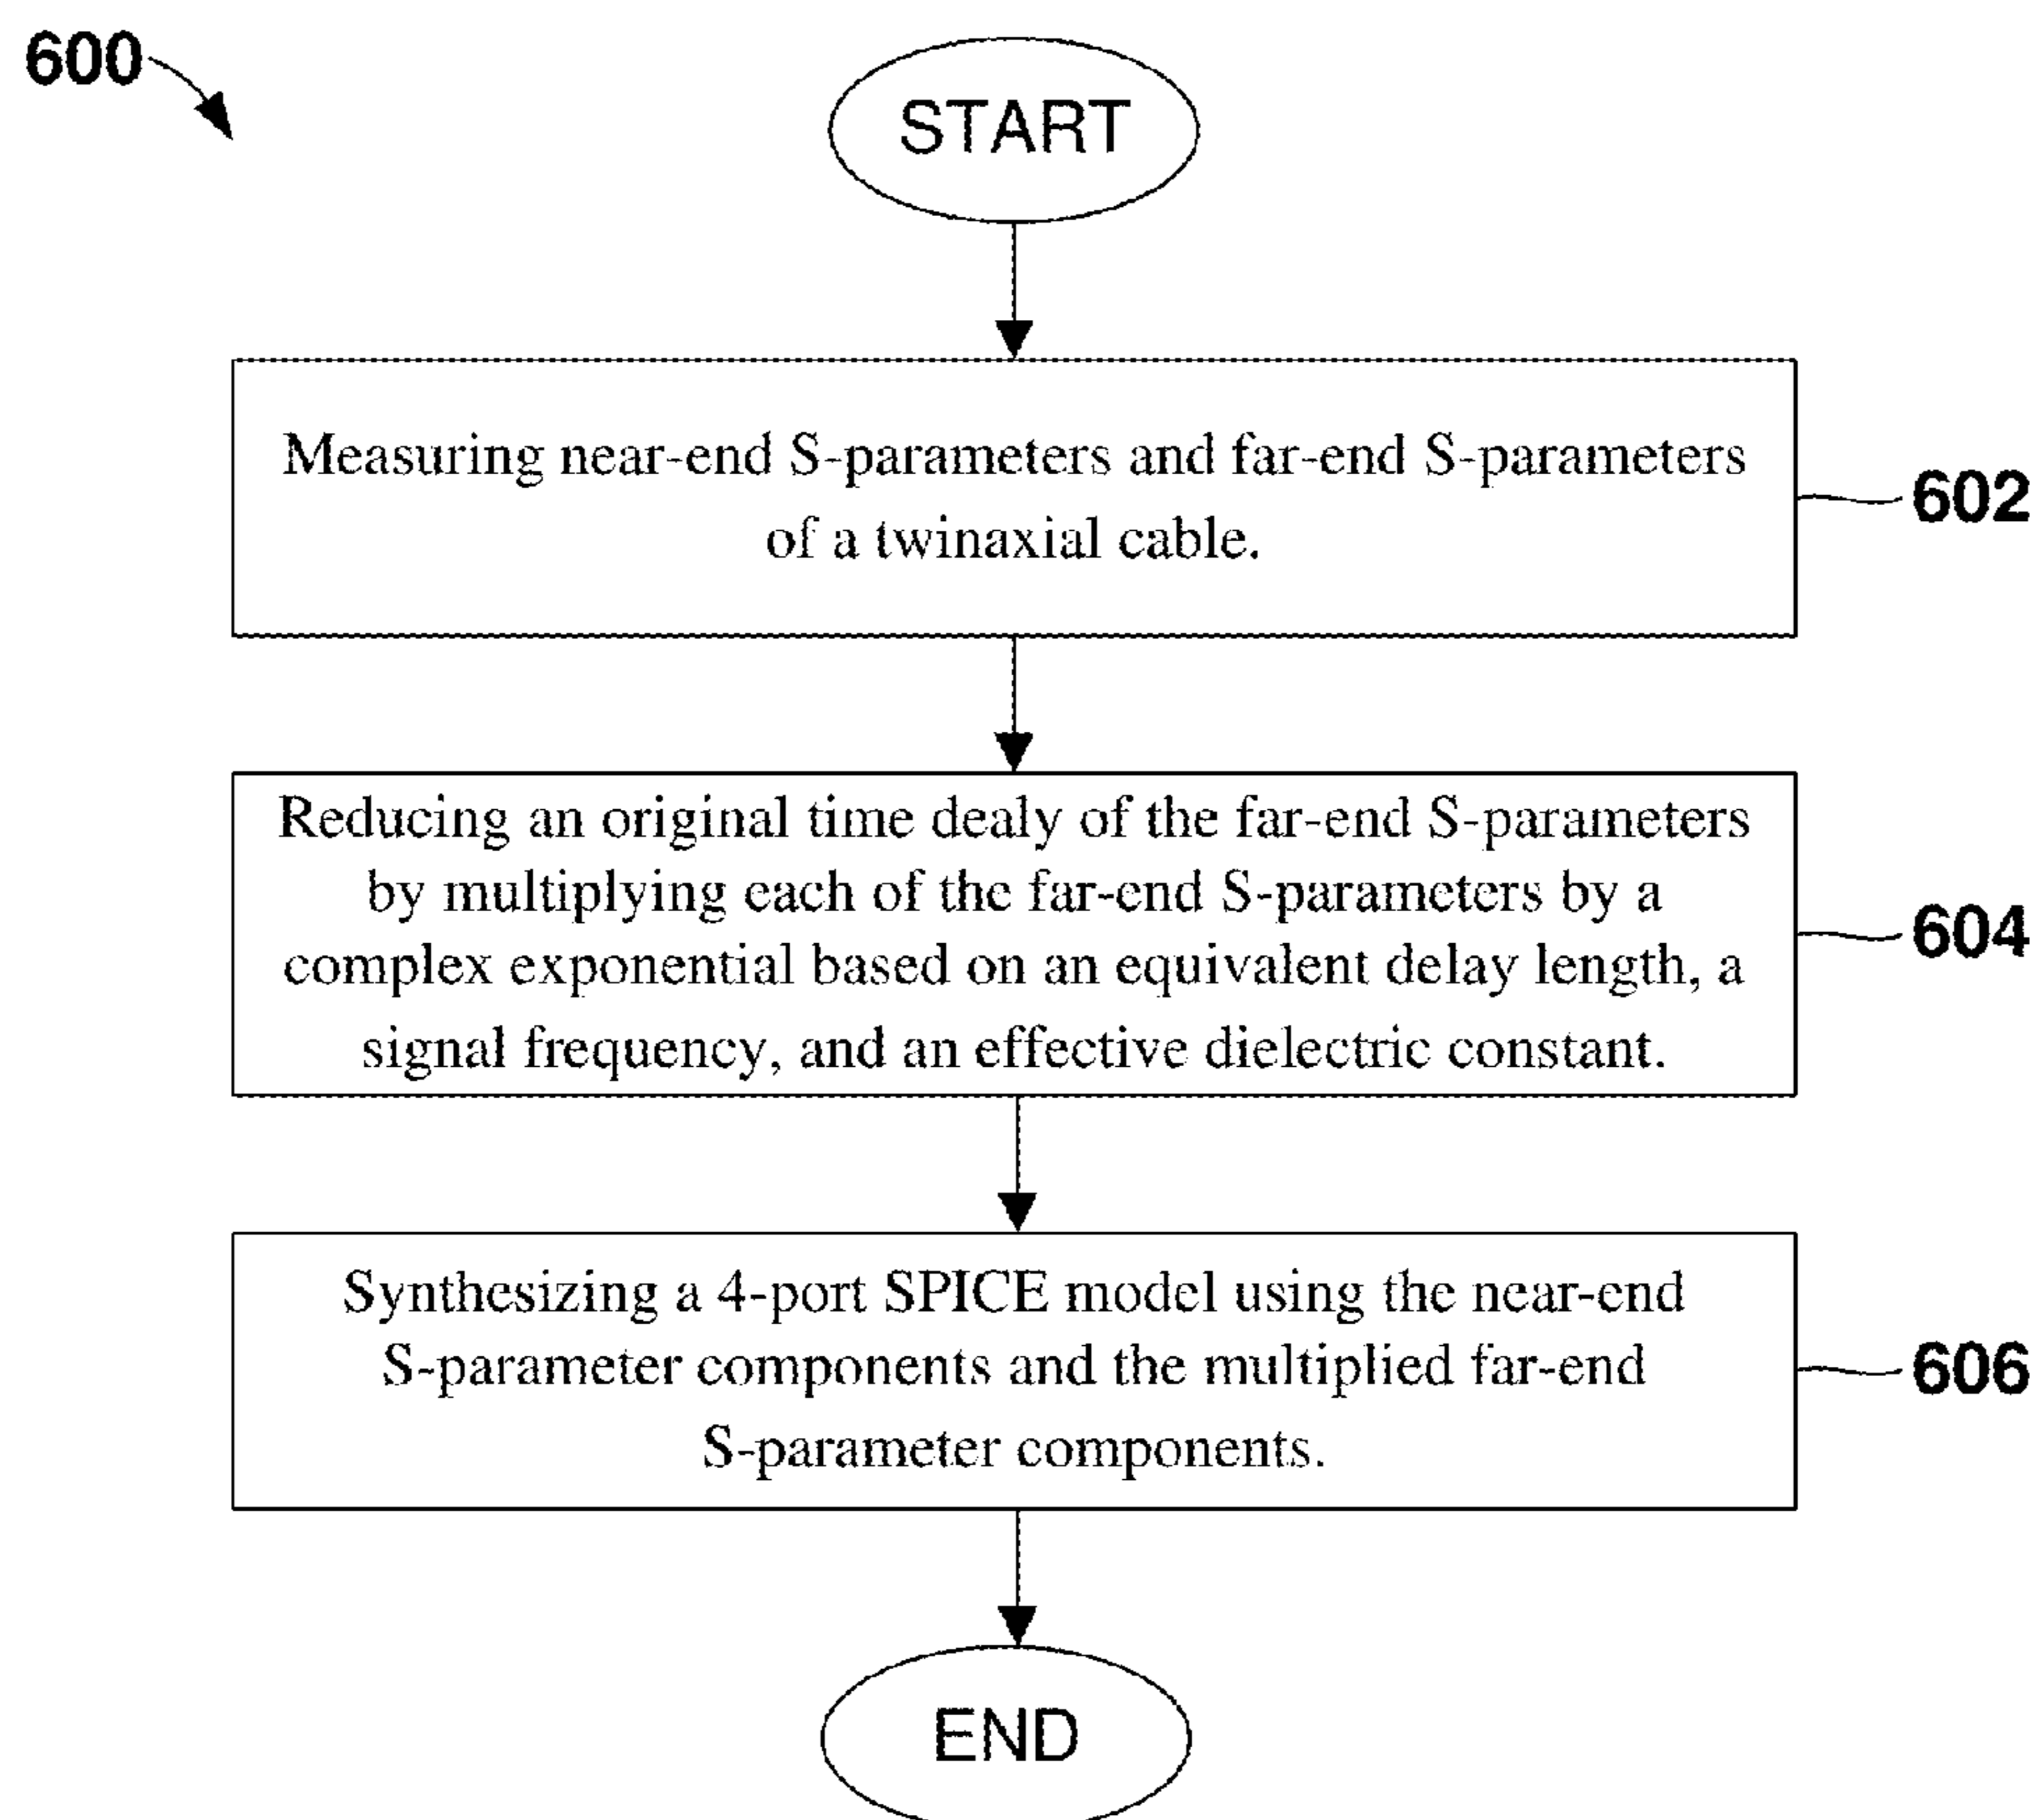 600
START
Measuring near-end S-parameters and far-end S-parameters
of a twinaxial cable.
602
Reducing an original time dealy of the far-end S-parameters
by multiplying each of the far-end S-parameters by a
complex exponential based on an equivalent delay length, a
signal frequency, and an effective dielectric constant.
604
Synthesizing a 4-port SPICE model using the near-end
S-parameter components and the multiplied far-end
S-parameter components.
606
END